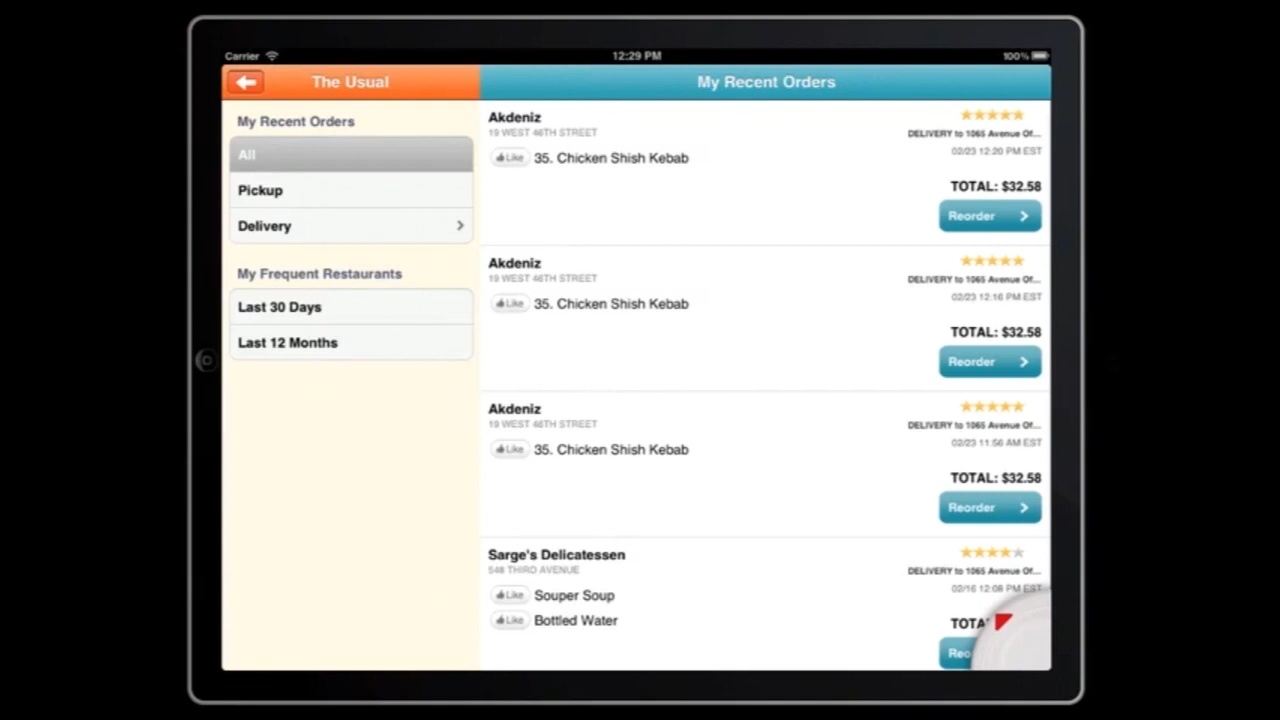 Carrier
12:29 PM
100%
The Usual
My Recent Orders
My Recent Orders
All
Pickup
Delivery
My Frequent Restaurants
Last 30 Days
Last 12 Months
Akdeniz
19 WEST 46TH STREET
DELIVERY to 1065 Avenue Of...
02/23 12:20 PM EST
Like 35. Chicken Shish Kebab
TOTAL: $32.58
Reorder
Akdeniz
19 WEST 46TH STREET
DELIVERY to 1065 Avenue Of...
02/23 12:16 PM EST
Like 35. Chicken Shish Kebab
TOTAL: $32.58
Reorder
Akdeniz
19 WEST 46TH STREET
DELIVERY to 1065 Avenue Of...
02/23 11:56 AM EST
Like 35. Chicken Shish Kebab
TOTAL: $32.58
Reorder
Sarge's Delicatessen
548 THIRD AVENUE
DELIVERY to 1065 Avenue Of...
02/16 12:08 PM EST
Like Souper Soup
Like Bottled Water
TOTA
Reo